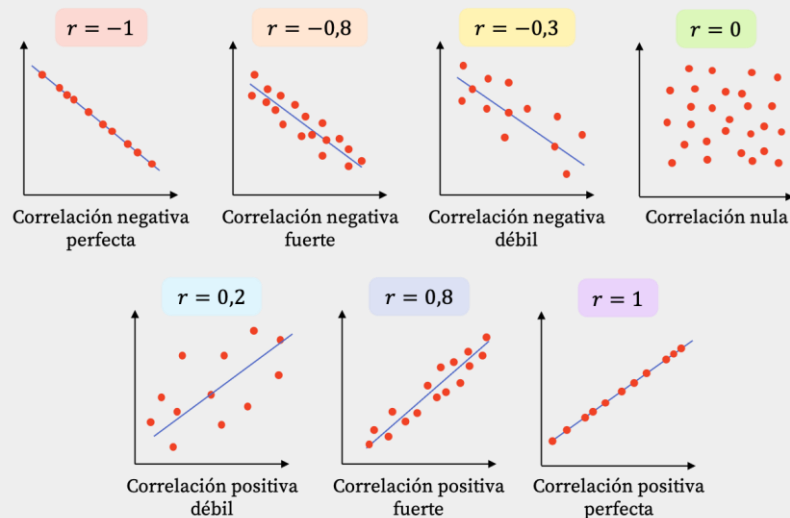 r = −1
r = −0,8
r = −0,3
r = 0
Correlación negativa
perfecta
Correlación negativa
fuerte
Correlación negativa
débil
Correlación nula
r = 0,2
r = 0,8
r = 1
Correlación positiva
débil
Correlación positiva
fuerte
Correlación positiva
perfecta